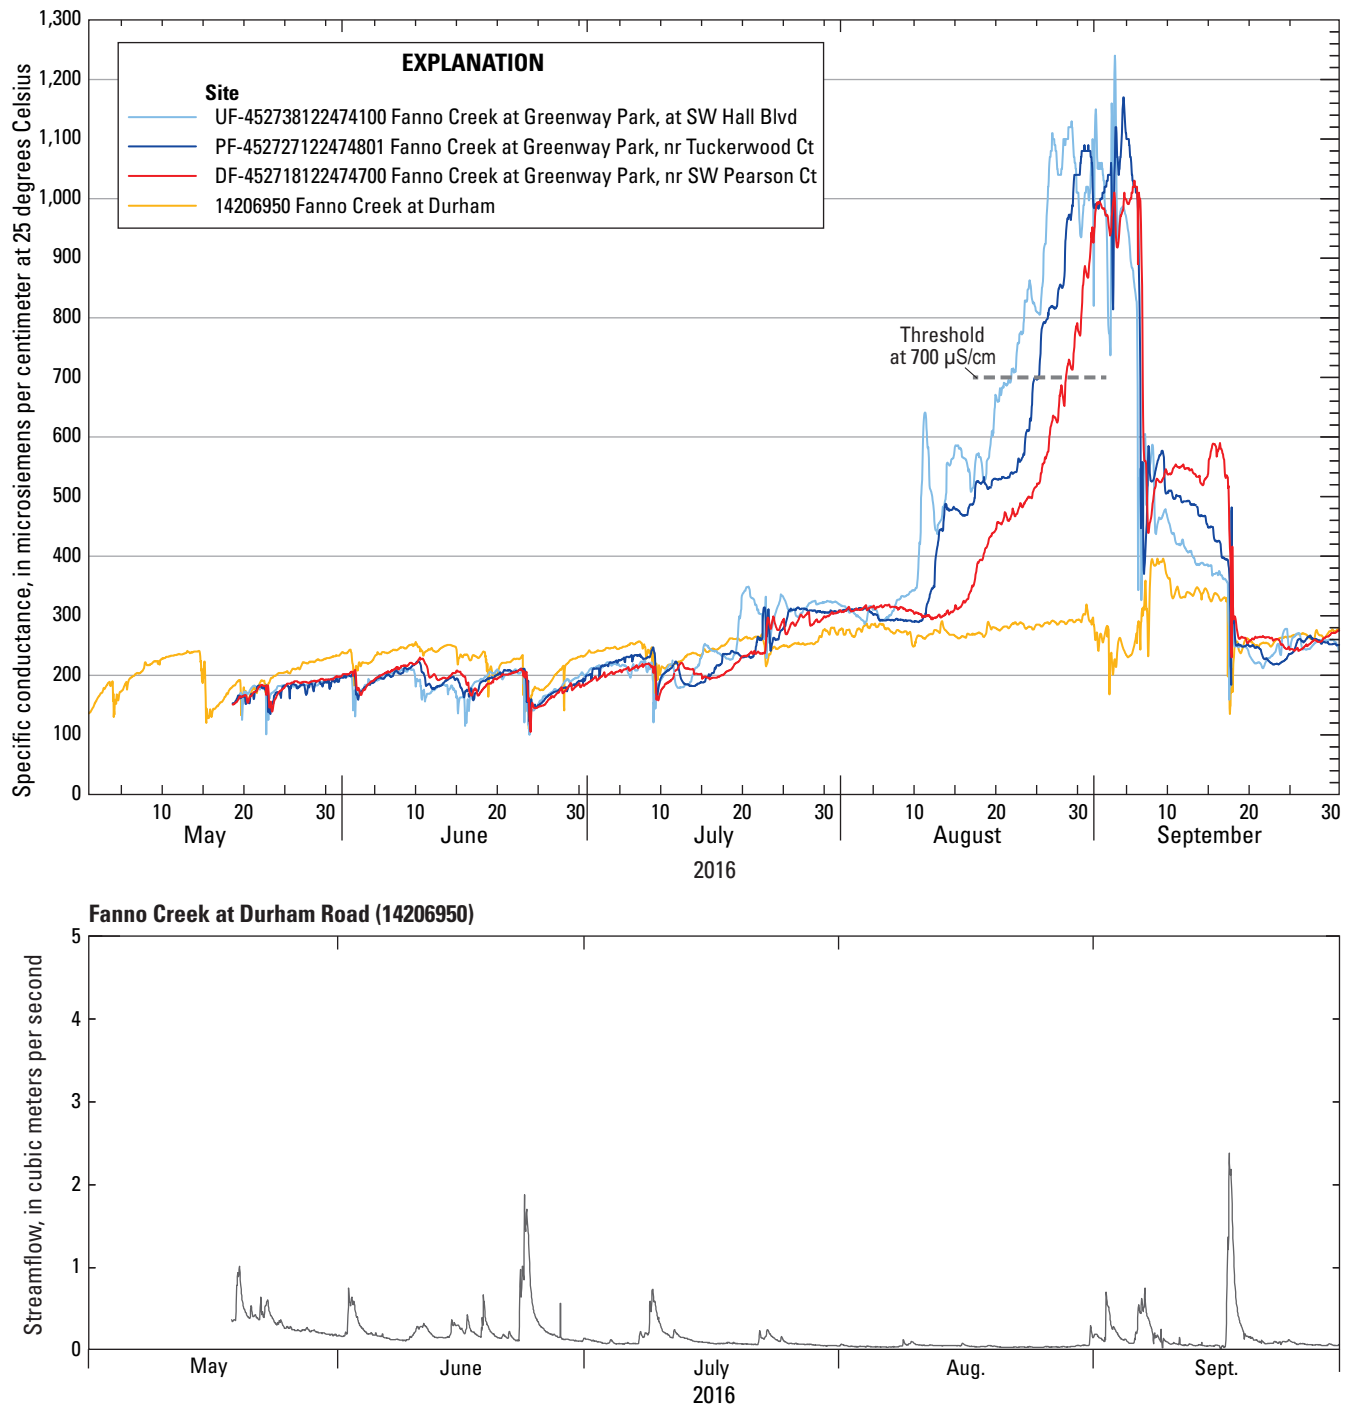 Specific conductance, in microsiemens per centimeter at 25 degrees Celsius
1,300
1,200
1,100
1,000
900
800
700
600
500
400
300
200
100
0
EXPLANATION
Site
UF-452738122474100 Fanno Creek at Greenway Park, at SW Hall Blvd
PF-452727122474801 Fanno Creek at Greenway Park, nr Tuckerwood Ct
DF-452718122474700 Fanno Creek at Greenway Park, nr SW Pearson Ct
14206950 Fanno Creek at Durham
Threshold
at 700 µS/cm
10 20 30 10 20 30 10 20 30 10 20 30 10 20 30
May June July August September
2016
Fanno Creek at Durham Road (14206950)
Streamflow, in cubic meters per second
5
4
3
2
1
0
May June July Aug. Sept.
2016